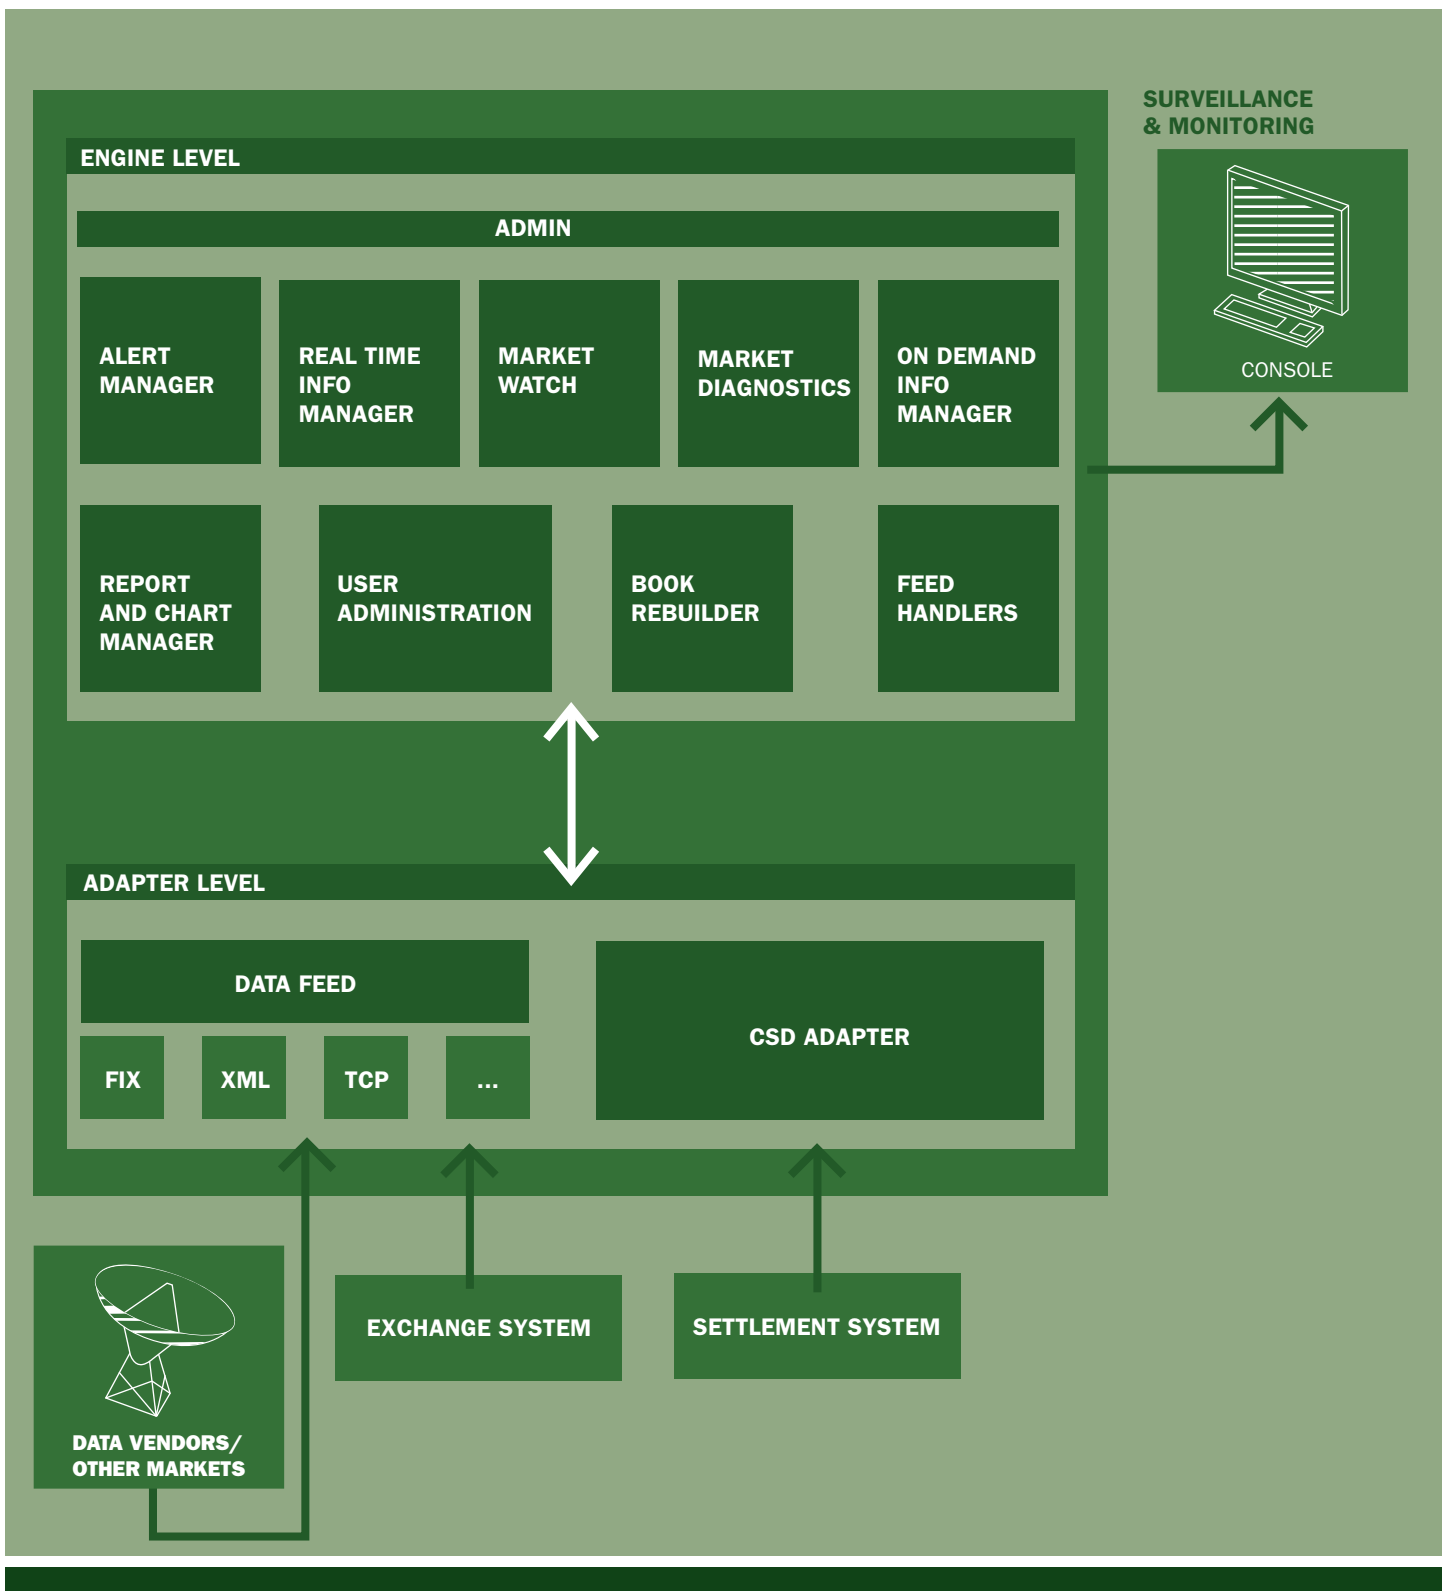 SURVEILLANCE
& MONITORING
ENGINE LEVEL
ADMIN
ALERT
MANAGER
REAL TIME
INFO
MANAGER
MARKET
WATCH
MARKET
DIAGNOSTICS
ON DEMAND
INFO
MANAGER
CONSOLE
REPORT
AND CHART
MANAGER
USER
ADMINISTRATION
BOOK
REBUILDER
FEED
HANDLERS
ADAPTER LEVEL
DATA FEED
FIX
XML
TCP
...
CSD ADAPTER
EXCHANGE SYSTEM
SETTLEMENT SYSTEM
DATA VENDORS/
OTHER MARKETS